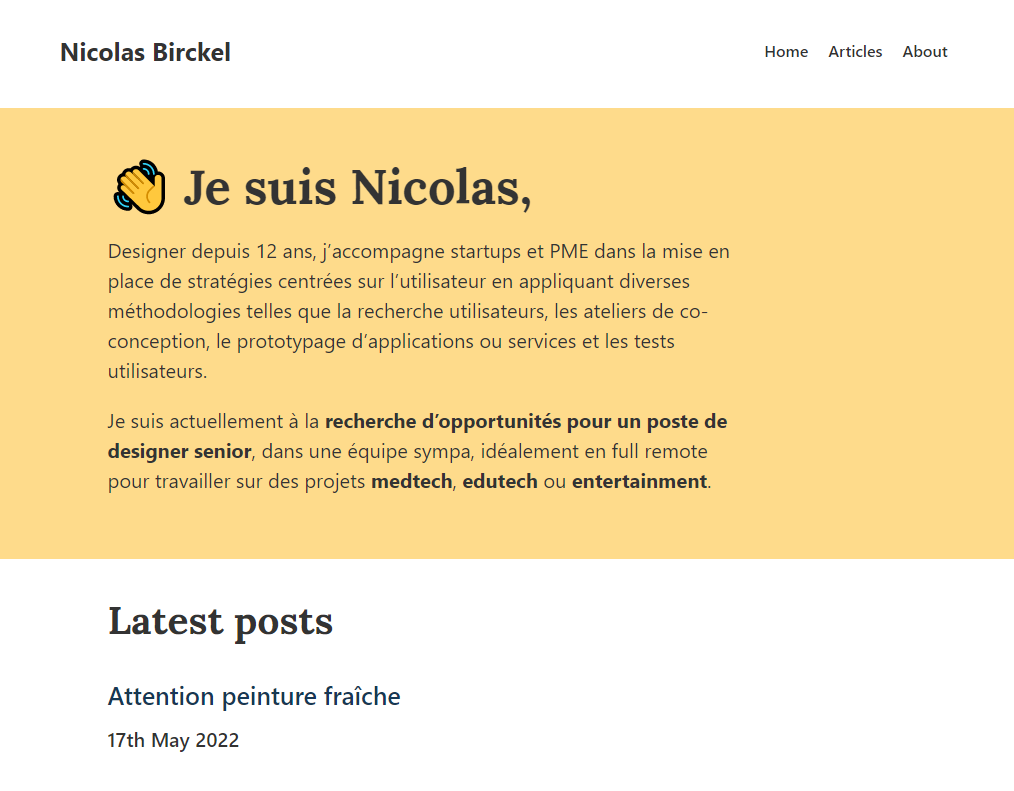 Nicolas Birckel
Home Articles About
Je suis Nicolas,
Designer depuis 12 ans, j’accompagne startups et PME dans la mise en
place de stratégies centrées sur l’utilisateur en appliquant diverses
méthodologies telles que la recherche utilisateurs, les ateliers de co-
conception, le prototypage d’applications ou services et les tests
utilisateurs.
Je suis actuellement à la recherche d’opportunités pour un poste de
designer senior, dans une équipe sympa, idéalement en full remote
pour travailler sur des projets medtech, edutech ou entertainment.
Latest posts
Attention peinture fraîche
17th May 2022